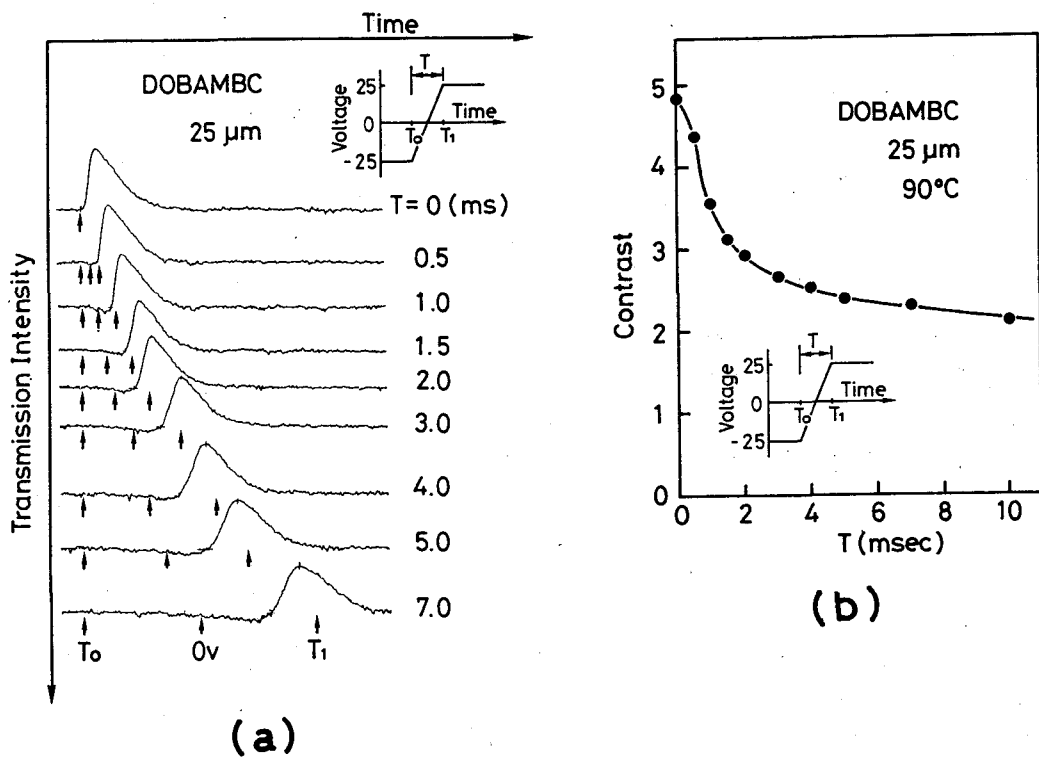 Time
DOBAMBC
25 µm
Voltage
25
0
-25
T
T₀
T₁
Time
Transmission Intensity
T = 0 (ms)
0.5
1.0
1.5
2.0
3.0
4.0
5.0
7.0
T₀
0v
T₁
(a)
Contrast
5
4
3
2
1
0
DOBAMBC
25 µm
90°C
Voltage
25
0
-25
T
T₀
T₁
Time
0
2
4
6
8
10
T (msec)
(b)